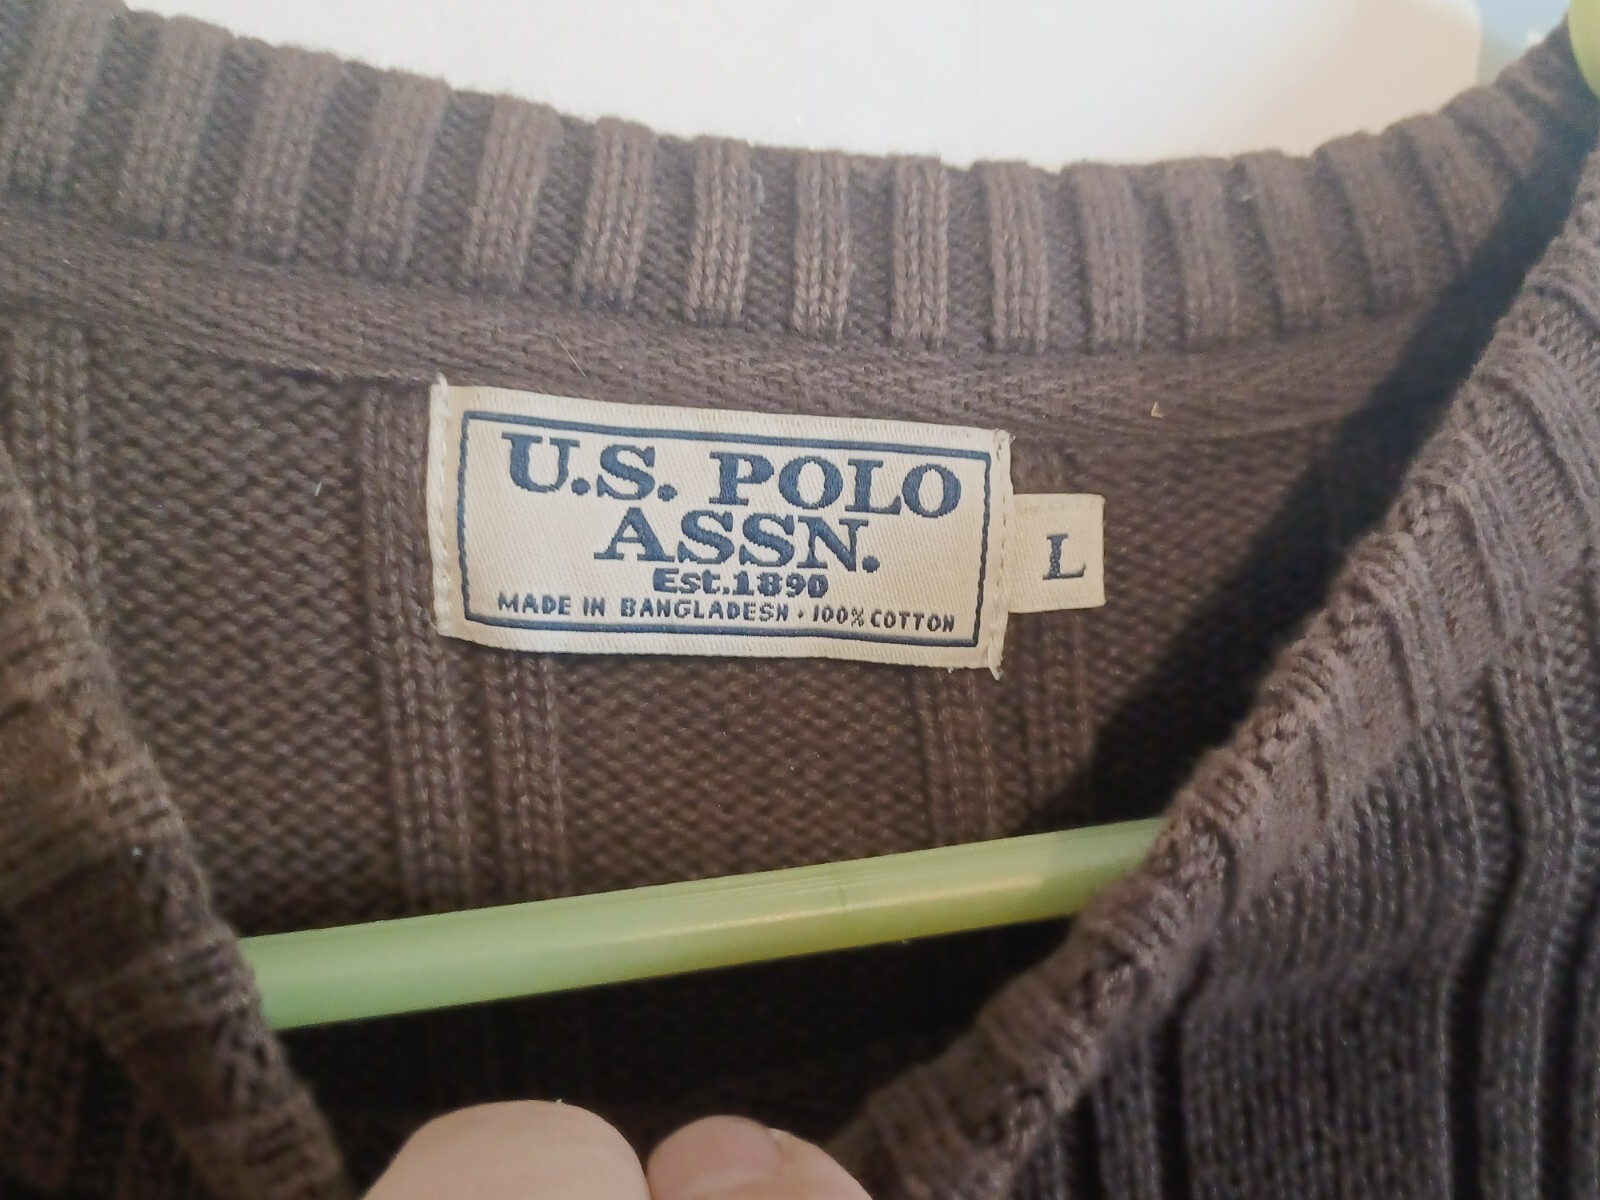 U.S. POLO
ASSN.
Est.1890
MADE IN BANGLADESH · 100% COTTON
L